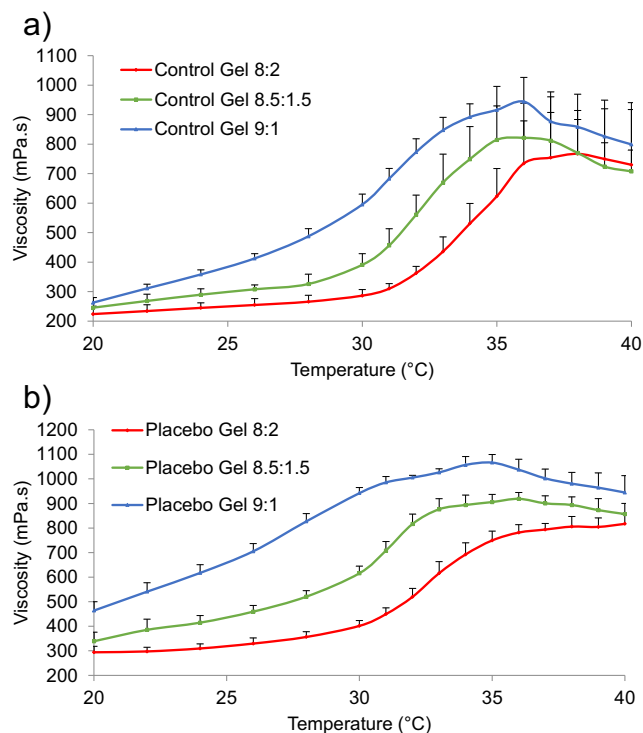 a)
1100
1000
900
800
700
600
500
400
300
200
Viscosity (mPa.s)
Control Gel 8:2
Control Gel 8.5:1.5
Control Gel 9:1
20 25 30 35 40
Temperature (°C)
b)
1200
1100
1000
900
800
700
600
500
400
300
200
Viscosity (mPa.s)
Placebo Gel 8:2
Placebo Gel 8.5:1.5
Placebo Gel 9:1
20 25 30 35 40
Temperature (°C)